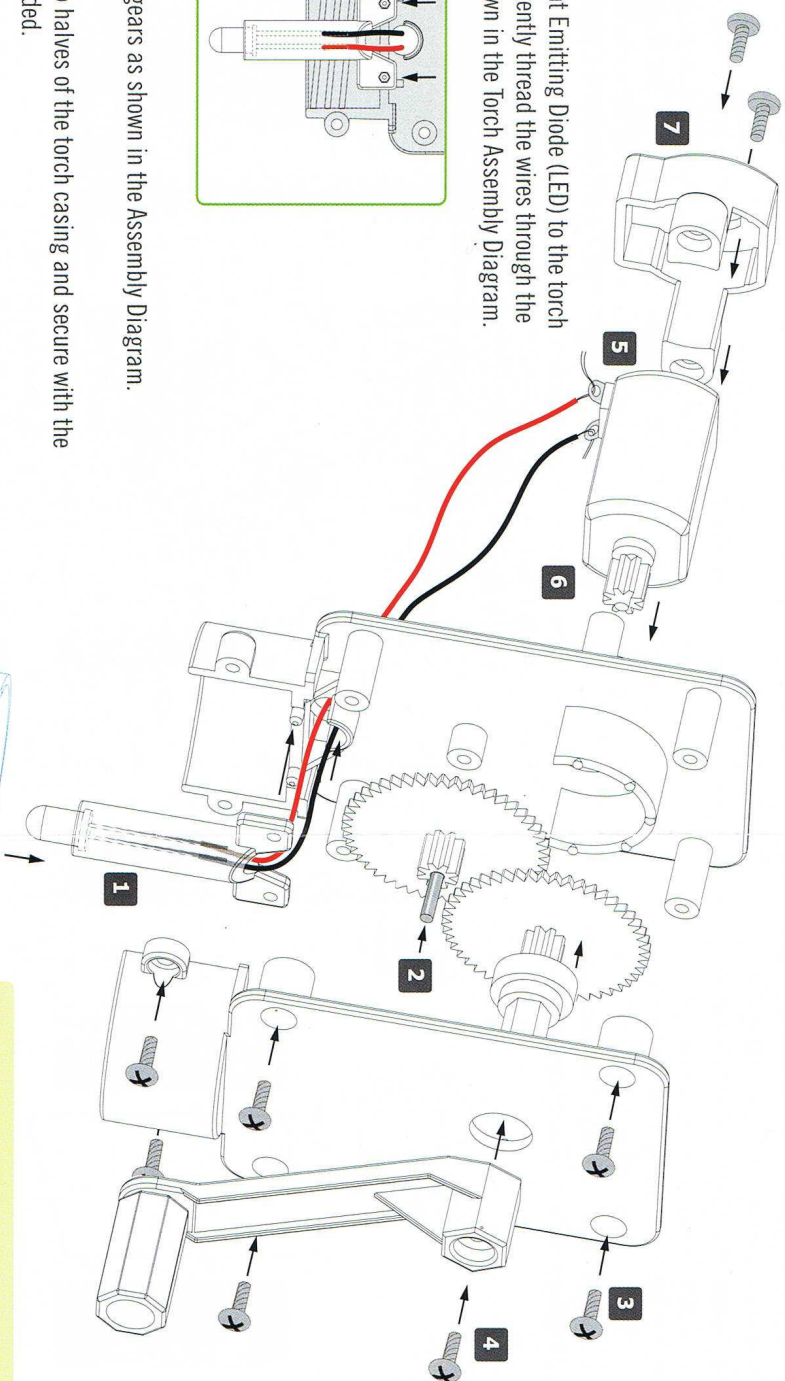 t Emitting Diode (LED) to the torch
ently thread the wires through the
wn in the Torch Assembly Diagram.
gears as shown in the Assembly Diagram.
halves of the torch casing and secure with the
ded.
7
5
6
1
2
3
4